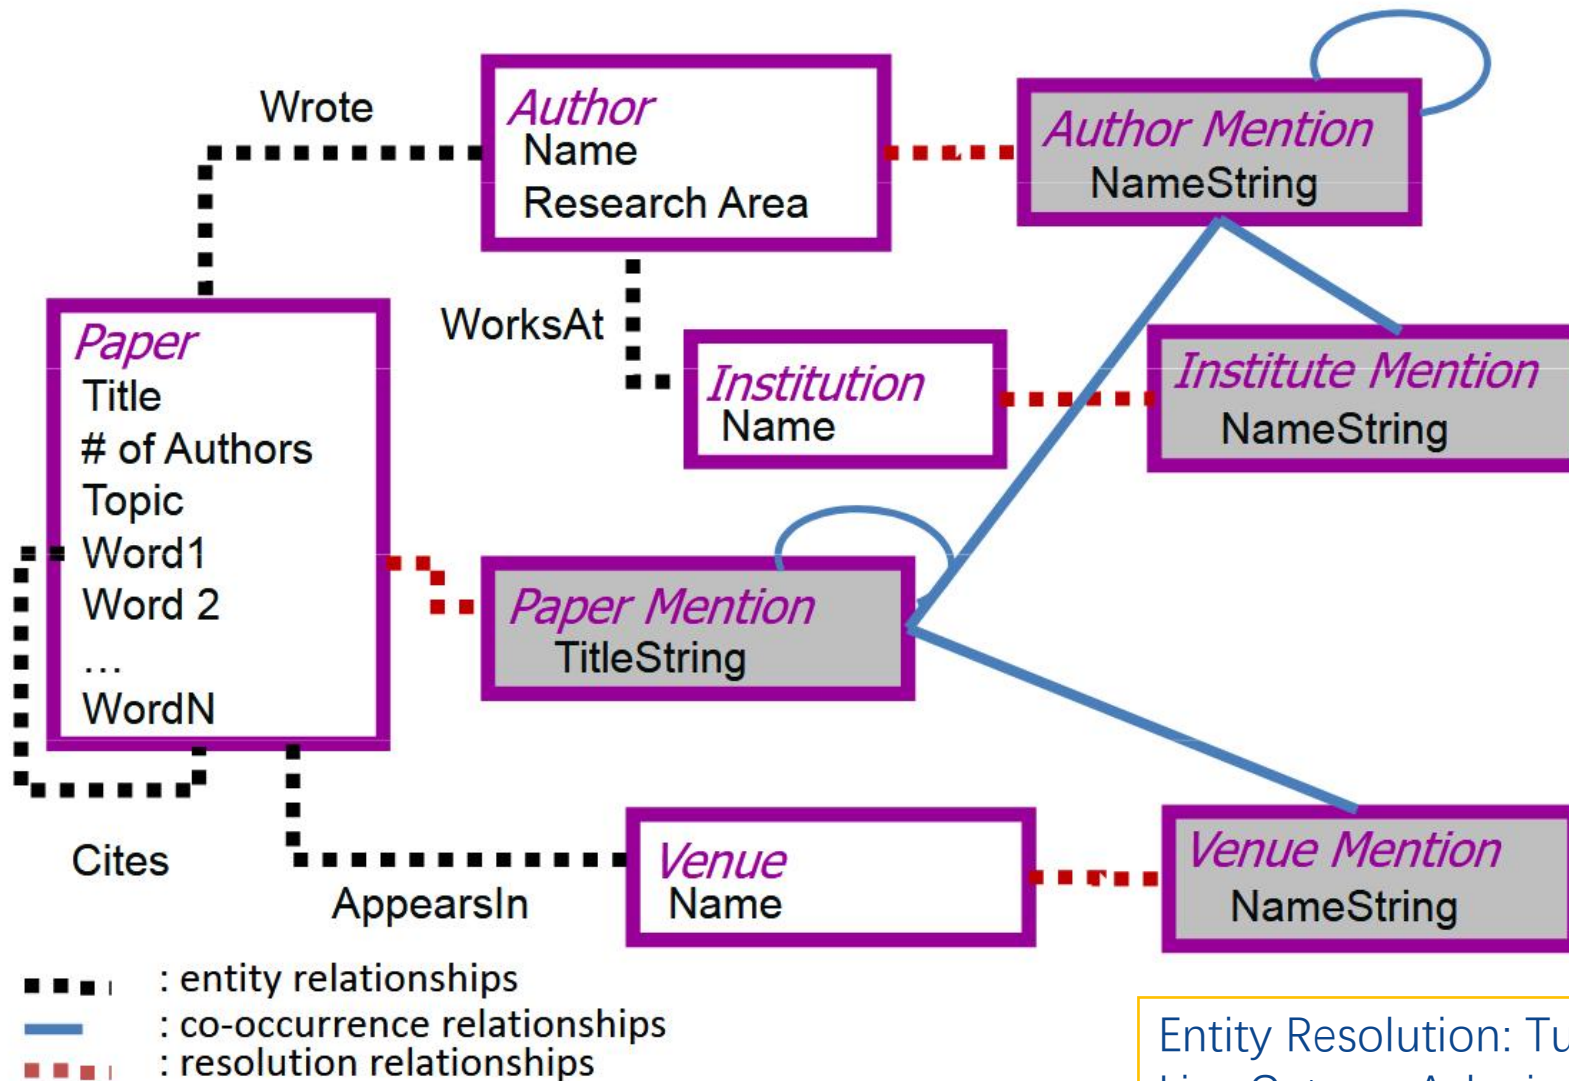 Wrote
Author
Name
Research Area
Author Mention
NameString
WorksAt
Paper
Title
# of Authors
Topic
Word1
Word 2
...
WordN
Institution
Name
Institute Mention
NameString
Paper Mention
TitleString
Cites
AppearsIn
Venue
Name
Venue Mention
NameString
: entity relationships
: co-occurrence relationships
: resolution relationships
Entity Resolution: